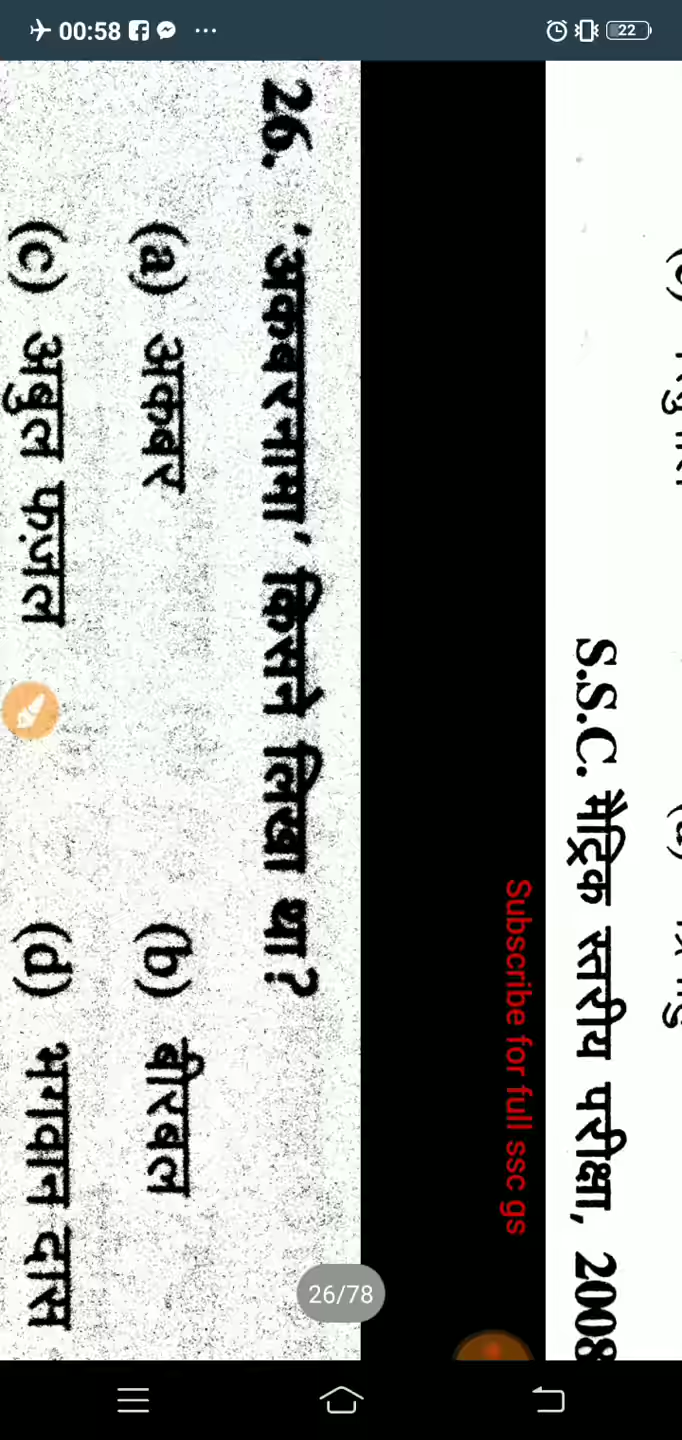 00:58 ... 22
S.S.C. मैट्रिक स्तरीय परीक्षा, 2008
Subscribe for full ssc gs
26. 'अकबरनामा' किसने लिखा था?
(a) अकबर (b) बीरबल
(c) अबुल फ़ज़ल (d) भगवान दास
26/78